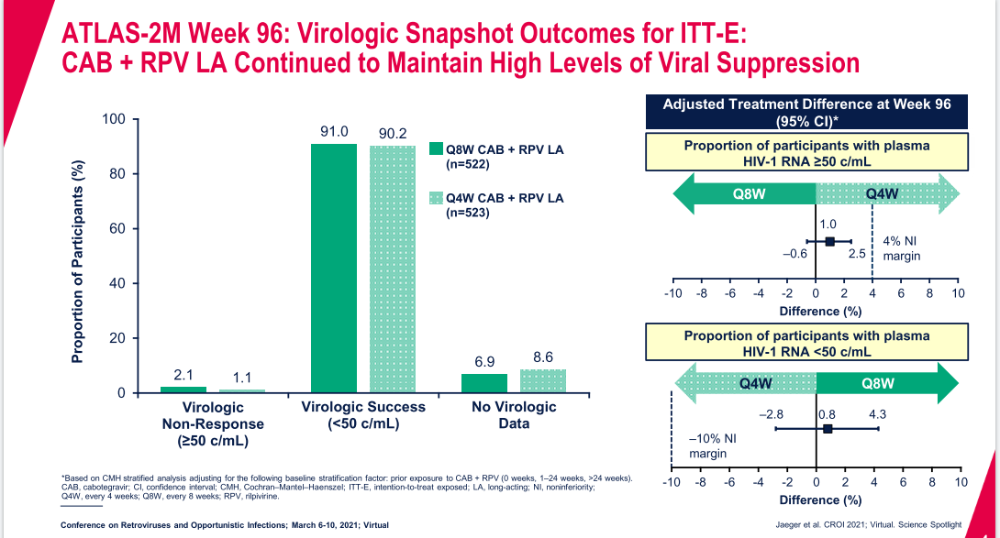 ATLAS-2M Week 96: Virologic Snapshot Outcomes for ITT-E:
CAB + RPV LA Continued to Maintain High Levels of Viral Suppression
Proportion of Participants (%)
100
80
60
40
20
0
2.1
1.1
91.0
90.2
6.9
8.6
Virologic
Non-Response
(≥50 c/mL)
Virologic Success
(<50 c/mL)
No Virologic
Data
Q8W CAB + RPV LA
(n=522)
Q4W CAB + RPV LA
(n=523)
Adjusted Treatment Difference at Week 96
(95% CI)*
Proportion of participants with plasma
HIV-1 RNA ≥50 c/mL
Q8W
Q4W
1.0
–0.6
2.5
4% NI
margin
-10 -8 -6 -4 -2 0 2 4 6 8 10
Difference (%)
Proportion of participants with plasma
HIV-1 RNA <50 c/mL
Q4W
Q8W
–2.8
0.8
4.3
–10% NI
margin
-10 -8 -6 -4 -2 0 2 4 6 8 10
Difference (%)
*Based on CMH stratified analysis adjusting for the following baseline stratification factor: prior exposure to CAB + RPV (0 weeks, 1–24 weeks, >24 weeks).
CAB, cabotegravir; CI, confidence interval; CMH, Cochran–Mantel–Haenszel; ITT-E, intention-to-treat exposed; LA, long-acting; NI, noninferiority;
Q4W, every 4 weeks; Q8W, every 8 weeks; RPV, rilpivirine.
Conference on Retroviruses and Opportunistic Infections; March 6-10, 2021; Virtual
Jaeger et al. CROI 2021; Virtual. Science Spotlight